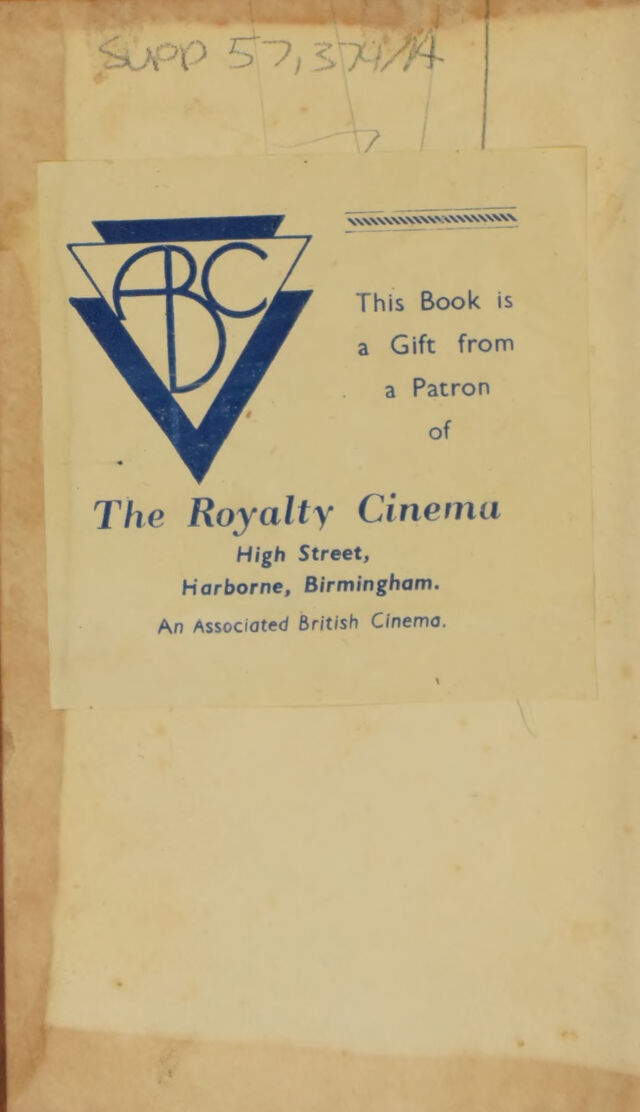 SUPP 57,374/A
ABC
This Book is
a Gift from
a Patron
of
The Royalty Cinema
High Street,
Harborne, Birmingham.
An Associated British Cinema.